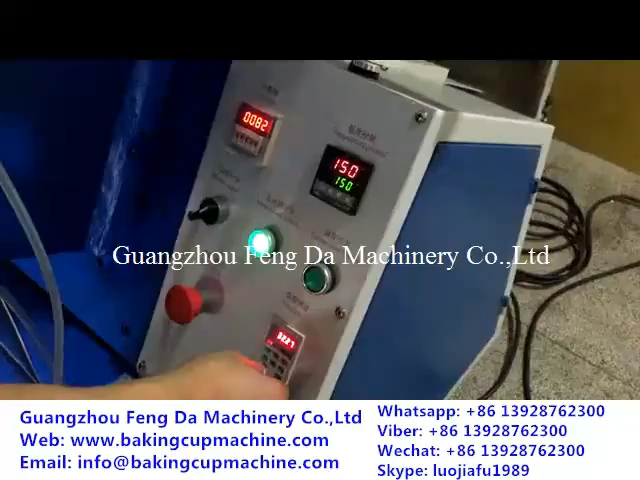 0082
150
150
Guangzhou Feng Da Machinery Co.,Ltd
Guangzhou Feng Da Machinery Co.,Ltd
Web: www.bakingcupmachine.com
Email: info@bakingcupmachine.com
Whatsapp: +86 13928762300
Viber: +86 13928762300
Wechat: +86 13928762300
Skype: luojiafu1989